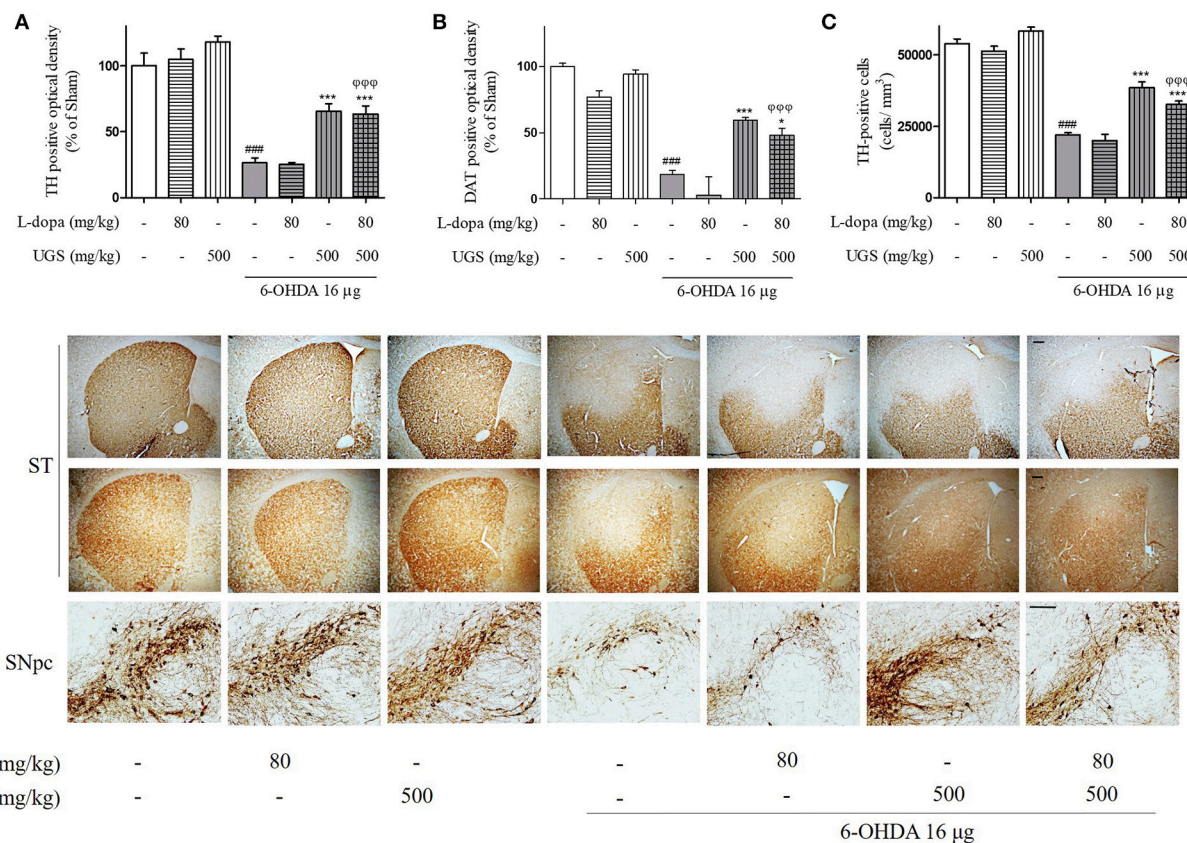 A
B
C
TH positive optical density
(% of Sham)
100
50
0
###
***
φφφ
***
DAT positive optical density
(% of Sham)
100
50
0
###
***
φφφ
*
TH-positive cells
(cells/ mm³)
50000
25000
0
###
***
φφφ
***
L-dopa (mg/kg) - 80 - - 80 - 80
UGS (mg/kg) - - 500 - - 500 500
6-OHDA 16 µg
L-dopa (mg/kg) - 80 - - 80 - 80
UGS (mg/kg) - - 500 - - 500 500
6-OHDA 16 µg
L-dopa (mg/kg) - 80 - - 80 - 80
UGS (mg/kg) - - 500 - - 500 500
6-OHDA 16 µg
ST
SNpc
mg/kg) - 80 - - 80 - 80
mg/kg) - - 500 - - 500 500
6-OHDA 16 µg